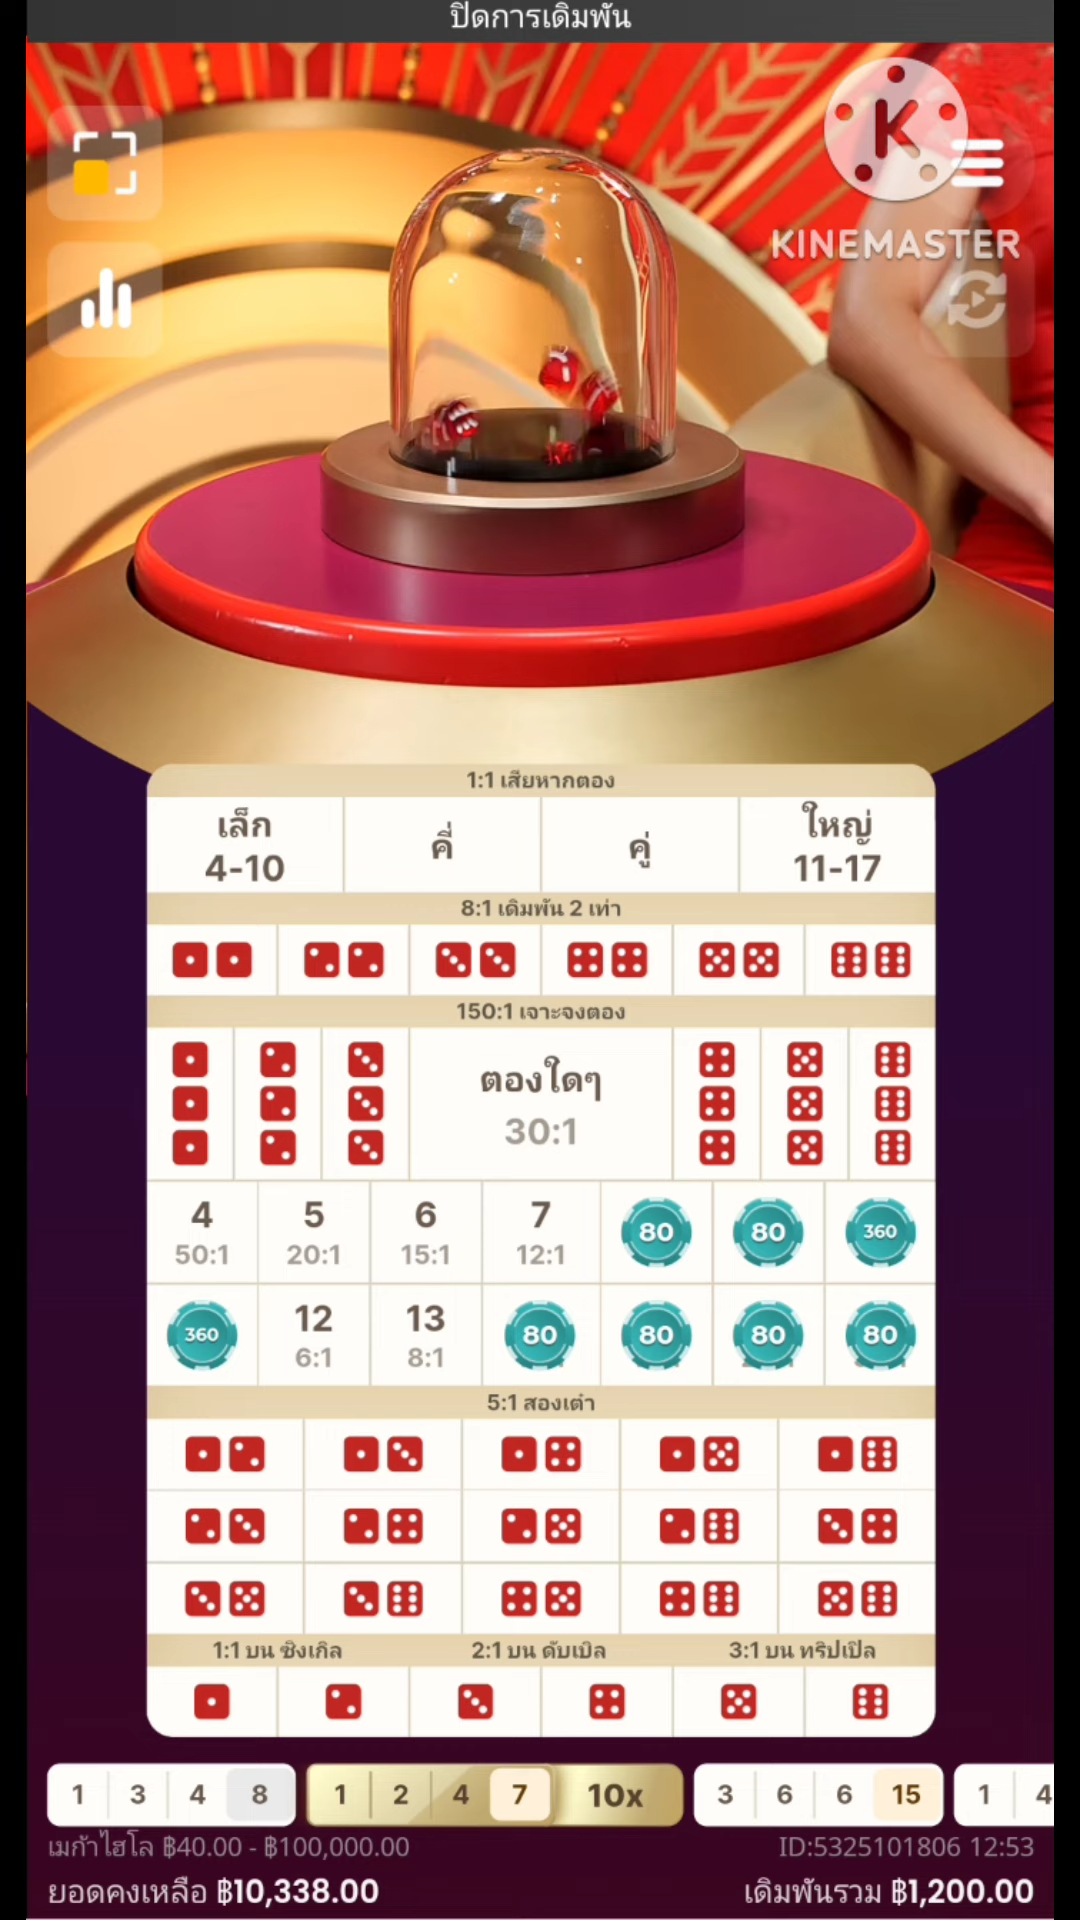 ปิดการเดิมพัน
K
KINEMASTER
1:1 เสียหากตอง
เล็ก 4-10
คี่
คู่
ใหญ่ 11-17
8:1 เดิมพัน 2 เท่า
150:1 เจาะจงตอง
ตองใดๆ
30:1
4 5 6 7 80 80 360
50:1 20:1 15:1 12:1
360 12 13 80 80 80 80
6:1 8:1
5:1 สองเต๋า
1:1 บน ซิงเกิล 2:1 บน ดับเบิล 3:1 บน ทริปเปิล
1 3 4 8 1 2 4 7 10x 3 6 6 15 1 4
เมก้าไฮโล ฿40.00 - ฿100,000.00 ID:5325101806 12:53
ยอดคงเหลือ ฿10,338.00 เดิมพันรวม ฿1,200.00